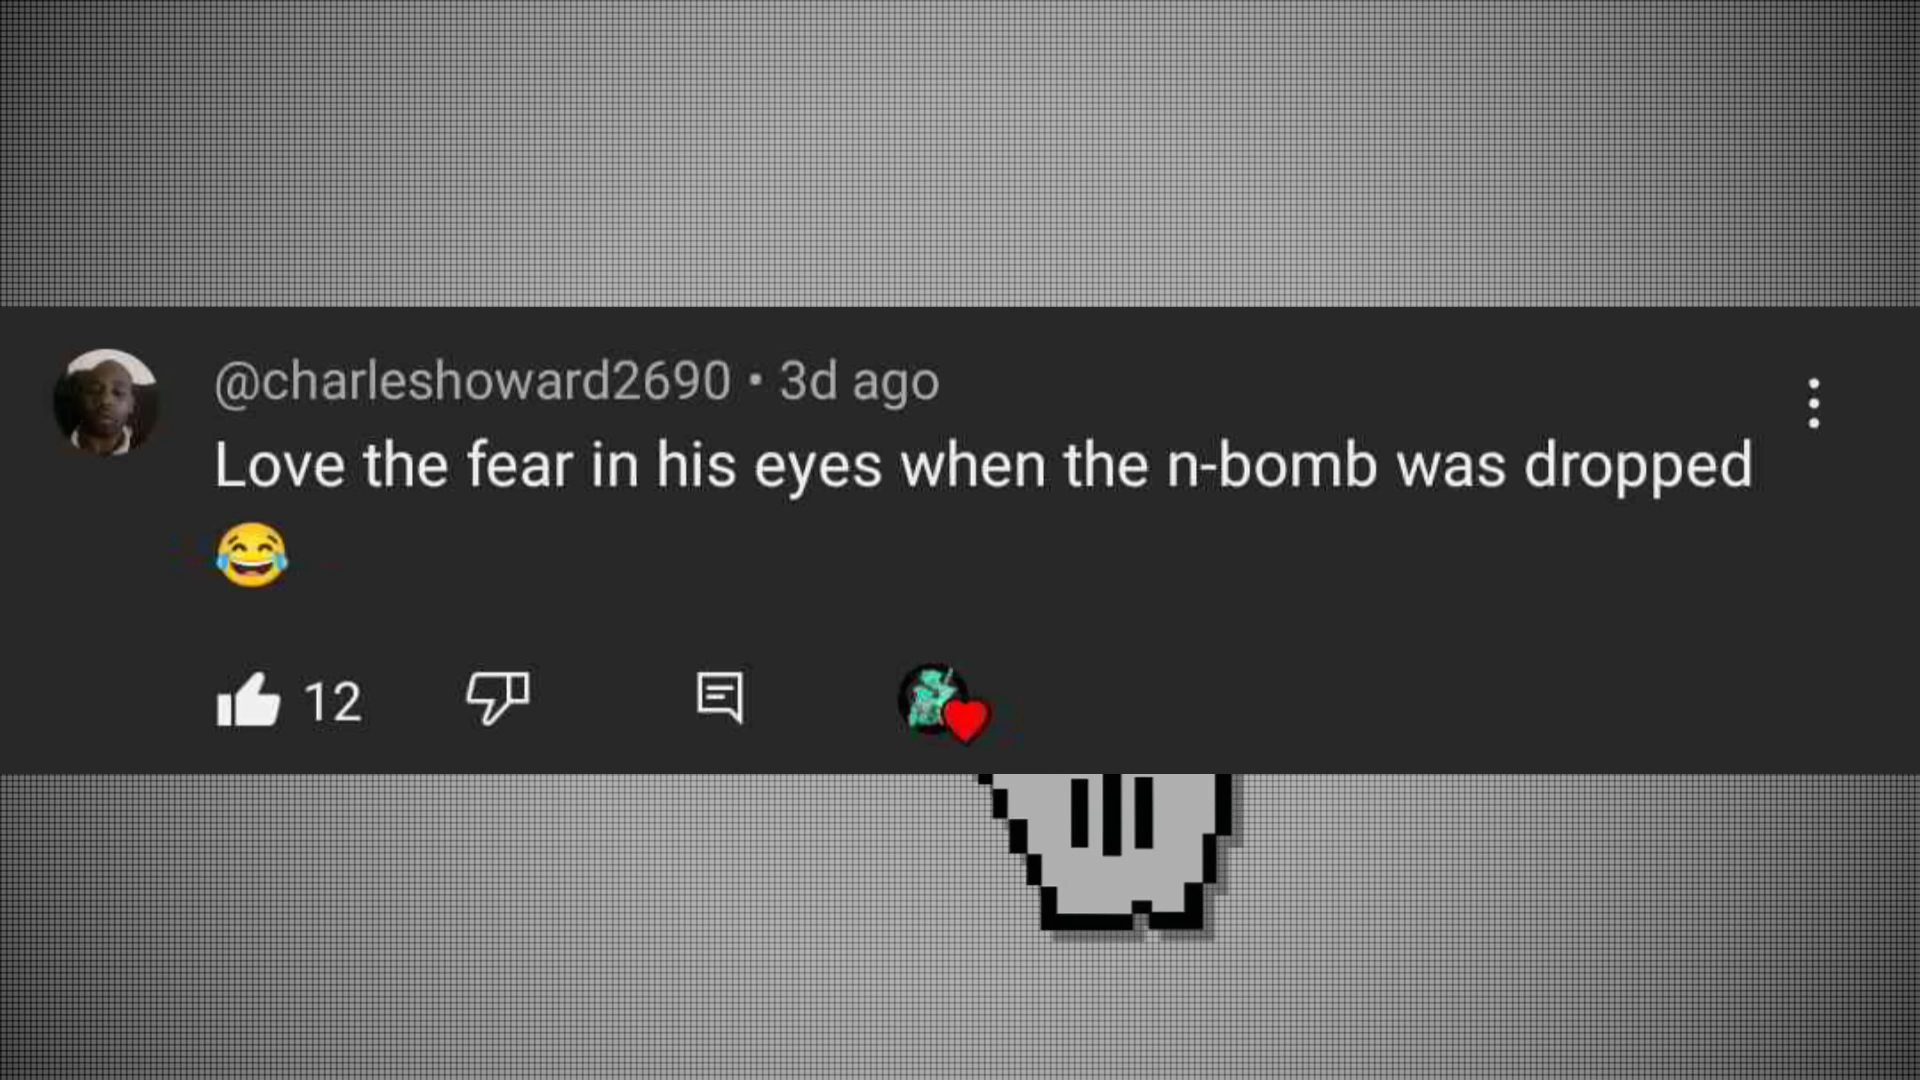 @charleshoward2690 • 3d ago
Love the fear in his eyes when the n-bomb was dropped
😂
12